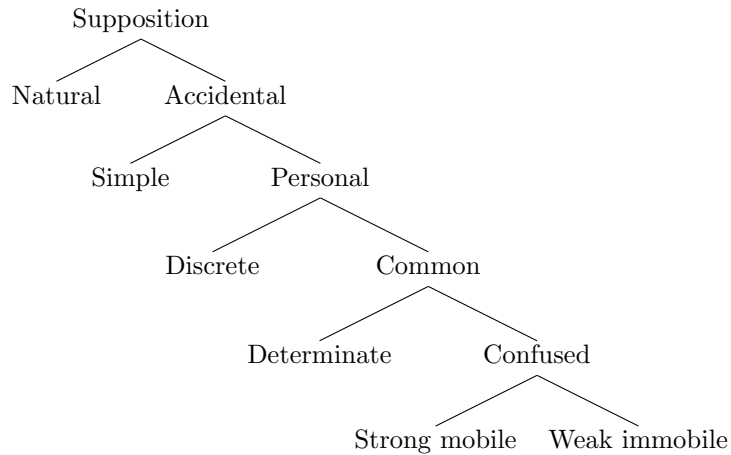 Supposition
Natural Accidental
Simple Personal
Discrete Common
Determinate Confused
Strong mobile Weak immobile